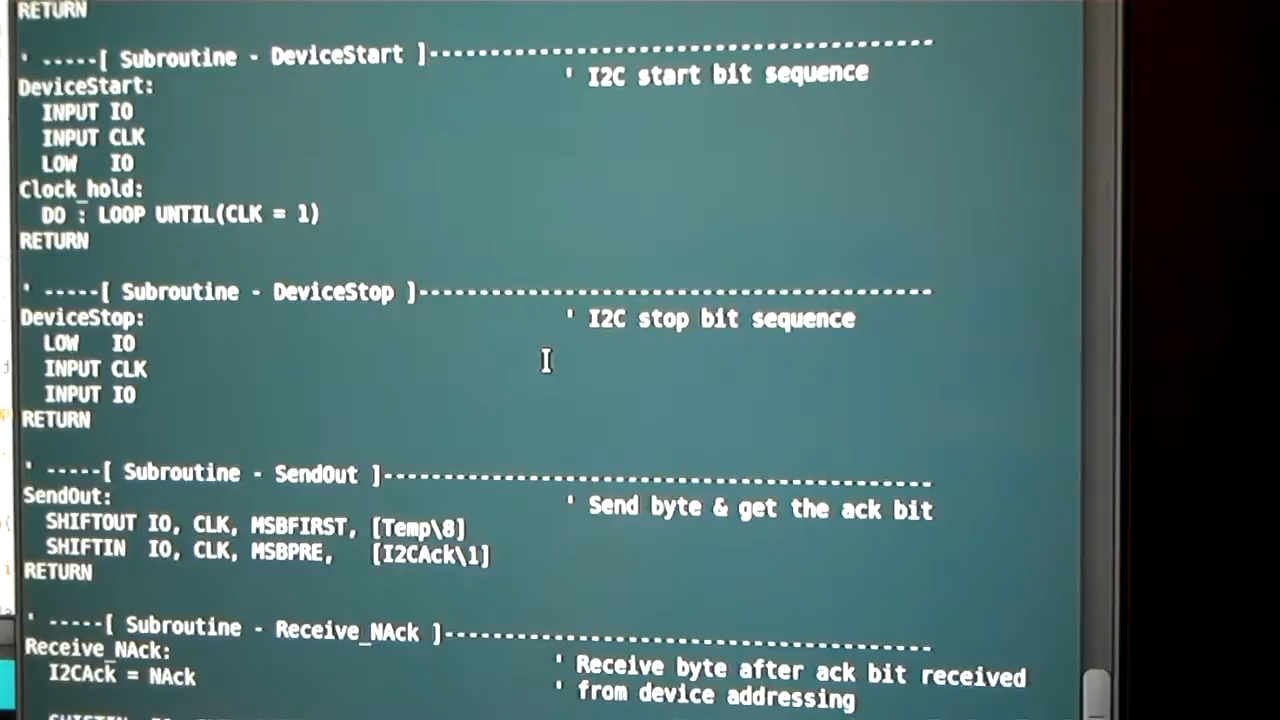 RETURN
' -----[ Subroutine - DeviceStart ]---------------------------------------------
DeviceStart: ' I2C start bit sequence
INPUT IO
INPUT CLK
LOW IO
Clock_hold:
DO : LOOP UNTIL(CLK = 1)
RETURN
' -----[ Subroutine - DeviceStop ]----------------------------------------------
DeviceStop: ' I2C stop bit sequence
LOW IO
INPUT CLK
INPUT IO
RETURN
' -----[ Subroutine - SendOut ]-------------------------------------------------
SendOut: ' Send byte & get the ack bit
SHIFTOUT IO, CLK, MSBFIRST, [Temp\8]
SHIFTIN IO, CLK, MSBPRE, [I2CAck\1]
RETURN
' -----[ Subroutine - Receive_NAck ]--------------------------------------------
Receive_NAck: ' Receive byte after ack bit received
I2CAck = NAck ' from device addressing